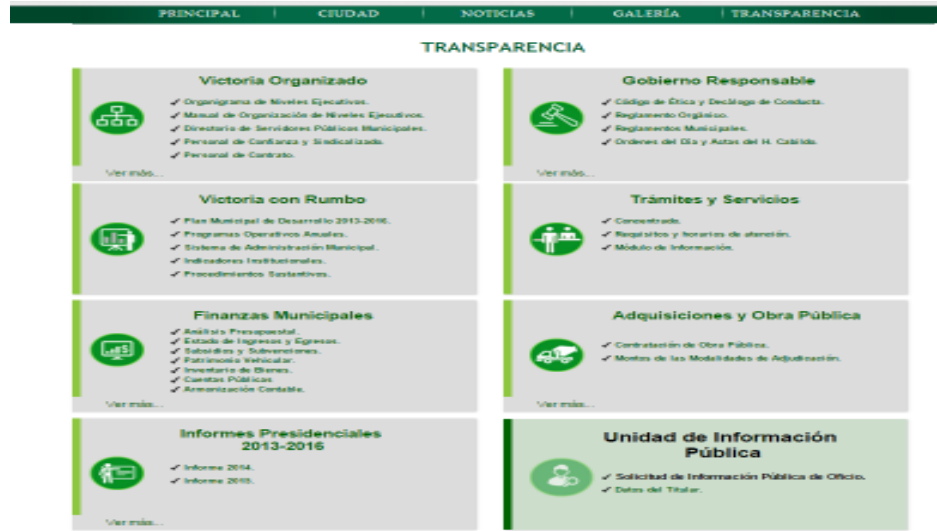 PRINCIPAL
CIUDAD
NOTICIAS
GALERÍA
TRANSPARENCIA
TRANSPARENCIA
Victoria Organizado
Organigrama de Niveles Ejecutivos.
Manual de Organización de Niveles Ejecutivos.
Directorio de Servidores Públicos Municipales.
Personal de Confianza y Sindicalizado.
Personal de Contrato.
Ver más...
Gobierno Responsable
Código de Ética y Decálogo de Conducta.
Reglamento Orgánico.
Reglamentos Municipales.
Ordenes del Día y Actas del H. Cabildo.
Ver más...
Victoria con Rumbo
Plan Municipal de Desarrollo 2013-2016.
Programas Operativos Anuales.
Sistema de Administración Municipal.
Indicadores Institucionales.
Procedimientos Sustantivos.
Trámites y Servicios
Concentrado.
Requisitos y horarios de atención.
Módulo de Información.
Finanzas Municipales
Análisis Presupuestal.
Estado de Ingresos y Egresos.
Subsidios y Subvenciones.
Patrimonio Vehicular.
Inventario de Bienes.
Cuentas Públicas
Armonización Contable.
Ver más...
Adquisiciones y Obra Pública
Contratación de Obra Pública.
Montos de las Modalidades de Adjudicación.
Ver más...
Informes Presidenciales
2013-2016
Informe 2014.
Informe 2015.
Ver más...
Unidad de Información
Pública
Solicitud de Información Pública de Oficio.
Datos del Titular.